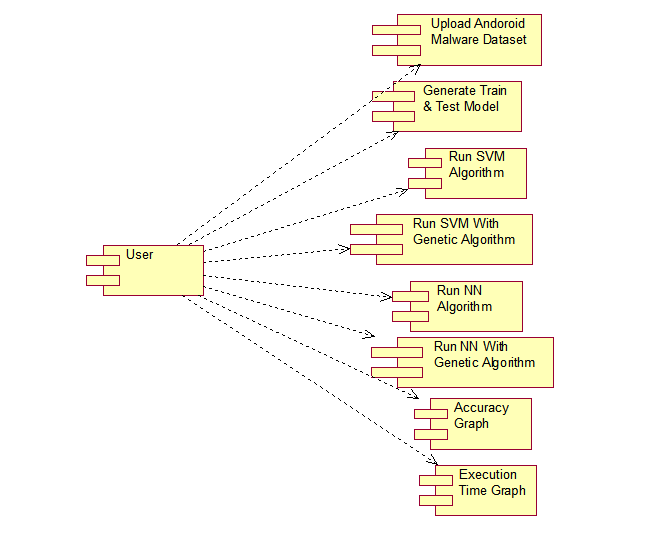 Upload Andoroid
Malware Dataset
Generate Train
& Test Model
Run SVM
Algorithm
Run SVM With
Genetic Algorithm
User
Run NN
Algorithm
Run NN With
Genetic Algorithm
Accuracy
Graph
Execution
Time Graph